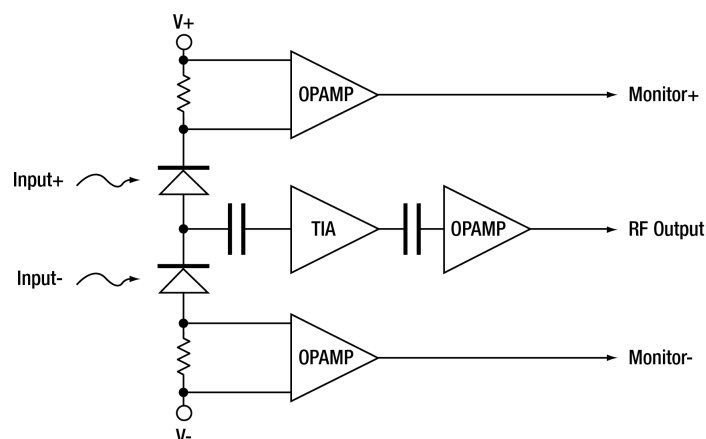 V+
OPAMP
Monitor+
Input+
TIA
OPAMP
RF Output
Input-
OPAMP
Monitor-
V-